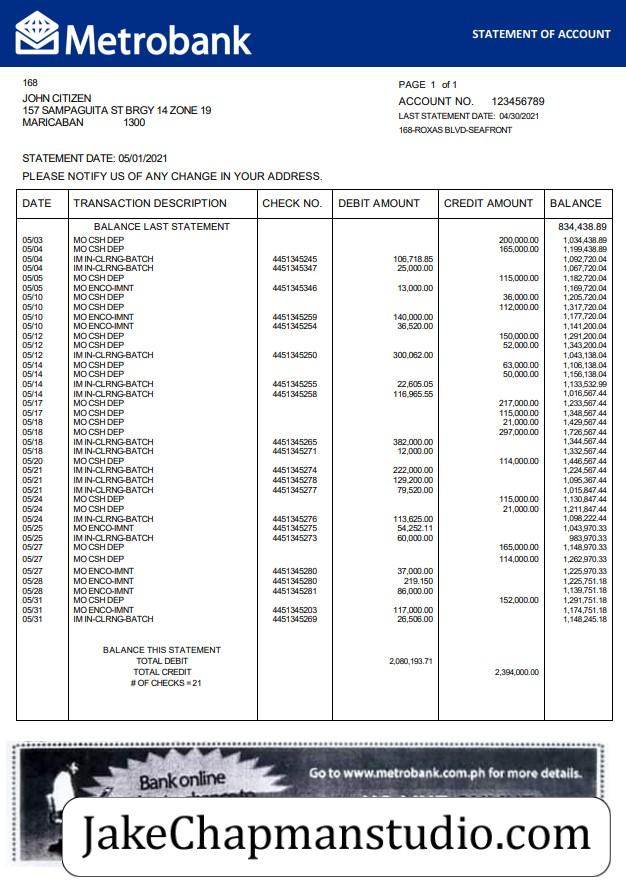 Metrobank
STATEMENT OF ACCOUNT
168
JOHN CITIZEN
157 SAMPAGUITA ST BRGY 14 ZONE 19
MARICABAN 1300
PAGE 1 of 1
ACCOUNT NO. 123456789
LAST STATEMENT DATE: 04/30/2021
168-ROXAS BLVD-SEAFRONT
STATEMENT DATE: 05/01/2021
PLEASE NOTIFY US OF ANY CHANGE IN YOUR ADDRESS.
DATE TRANSACTION DESCRIPTION CHECK NO. DEBIT AMOUNT CREDIT AMOUNT BALANCE
BALANCE LAST STATEMENT 834,438.89
05/03 MO CSH DEP 200,000.00 1,034,438.89
05/04 MO CSH DEP 165,000.00 1,199,438.89
05/04 IM IN-CLRNG-BATCH 4451345245 106,718.85 1,092,720.04
05/04 IM IN-CLRNG-BATCH 4451345347 25,000.00 1,067,720.04
05/05 MO CSH DEP 115,000.00 1,182,720.04
05/05 MO ENCO-IMNT 4451345346 13,000.00 1,169,720.04
05/10 MO CSH DEP 36,000.00 1,205,720.04
05/10 MO CSH DEP 112,000.00 1,317,720.04
05/10 MO ENCO-IMNT 4451345259 140,000.00 1,177,720.04
05/10 MO ENCO-IMNT 4451345254 36,520.00 1,141,200.04
05/12 MO CSH DEP 150,000.00 1,291,200.04
05/12 MO CSH DEP 52,000.00 1,343,200.04
05/12 IM IN-CLRNG-BATCH 4451345250 300,062.00 1,043,138.04
05/14 MO CSH DEP 63,000.00 1,106,138.04
05/14 MO CSH DEP 50,000.00 1,156,138.04
05/14 IM IN-CLRNG-BATCH 4451345255 22,605.05 1,133,532.99
05/14 IM IN-CLRNG-BATCH 4451345258 116,965.55 1,016,567.44
05/17 MO CSH DEP 217,000.00 1,233,567.44
05/17 MO CSH DEP 115,000.00 1,348,567.44
05/18 MO CSH DEP 21,000.00 1,429,567.44
05/18 MO CSH DEP 297,000.00 1,726,567.44
05/18 IM IN-CLRNG-BATCH 4451345265 382,000.00 1,344,567.44
05/18 IM IN-CLRNG-BATCH 4451345271 12,000.00 1,332,567.44
05/20 MO CSH DEP 114,000.00 1,446,567.44
05/21 IM IN-CLRNG-BATCH 4451345274 222,000.00 1,224,567.44
05/21 IM IN-CLRNG-BATCH 4451345278 129,200.00 1,095,367.44
05/21 IM IN-CLRNG-BATCH 4451345277 79,520.00 1,015,847.44
05/24 MO CSH DEP 115,000.00 1,130,847.44
05/24 MO CSH DEP 21,000.00 1,211,847.44
05/24 IM IN-CLRNG-BATCH 4451345276 113,625.00 1,098,222.44
05/25 MO ENCO-IMNT 4451345275 54,252.11 1,043,970.33
05/25 IM IN-CLRNG-BATCH 4451345273 60,000.00 983,970.33
05/27 MO CSH DEP 165,000.00 1,148,970.33
05/27 MO CSH DEP 114,000.00 1,262,970.33
05/27 MO ENCO-IMNT 4451345280 37,000.00 1,225,970.33
05/28 MO ENCO-IMNT 4451345280 219.150 1,225,751.18
05/28 MO ENCO-IMNT 4451345281 86,000.00 1,139,751.18
05/31 MO CSH DEP 152,000.00 1,291,751.18
05/31 MO ENCO-IMNT 4451345203 117,000.00 1,174,751.18
05/31 IM IN-CLRNG-BATCH 4451345269 26,506.00 1,148,245.18
BALANCE THIS STATEMENT
TOTAL DEBIT 2,080,193.71
TOTAL CREDIT 2,394,000.00
# OF CHECKS = 21
Bank online
Go to www.metrobank.com.ph for more details.
JakeChapmanstudio.com